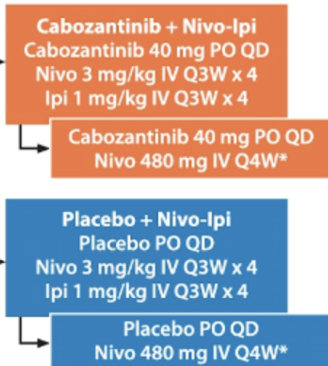 Cabozantinib + Nivo-Ipi
Cabozantinib 40 mg PO QD
Nivo 3 mg/kg IV Q3W x 4
Ipi 1 mg/kg IV Q3W x 4
Cabozantinib 40 mg PO QD
Nivo 480 mg IV Q4W*
Placebo + Nivo-Ipi
Placebo PO QD
Nivo 3 mg/kg IV Q3W x 4
Ipi 1 mg/kg IV Q3W x 4
Placebo PO QD
Nivo 480 mg IV Q4W*